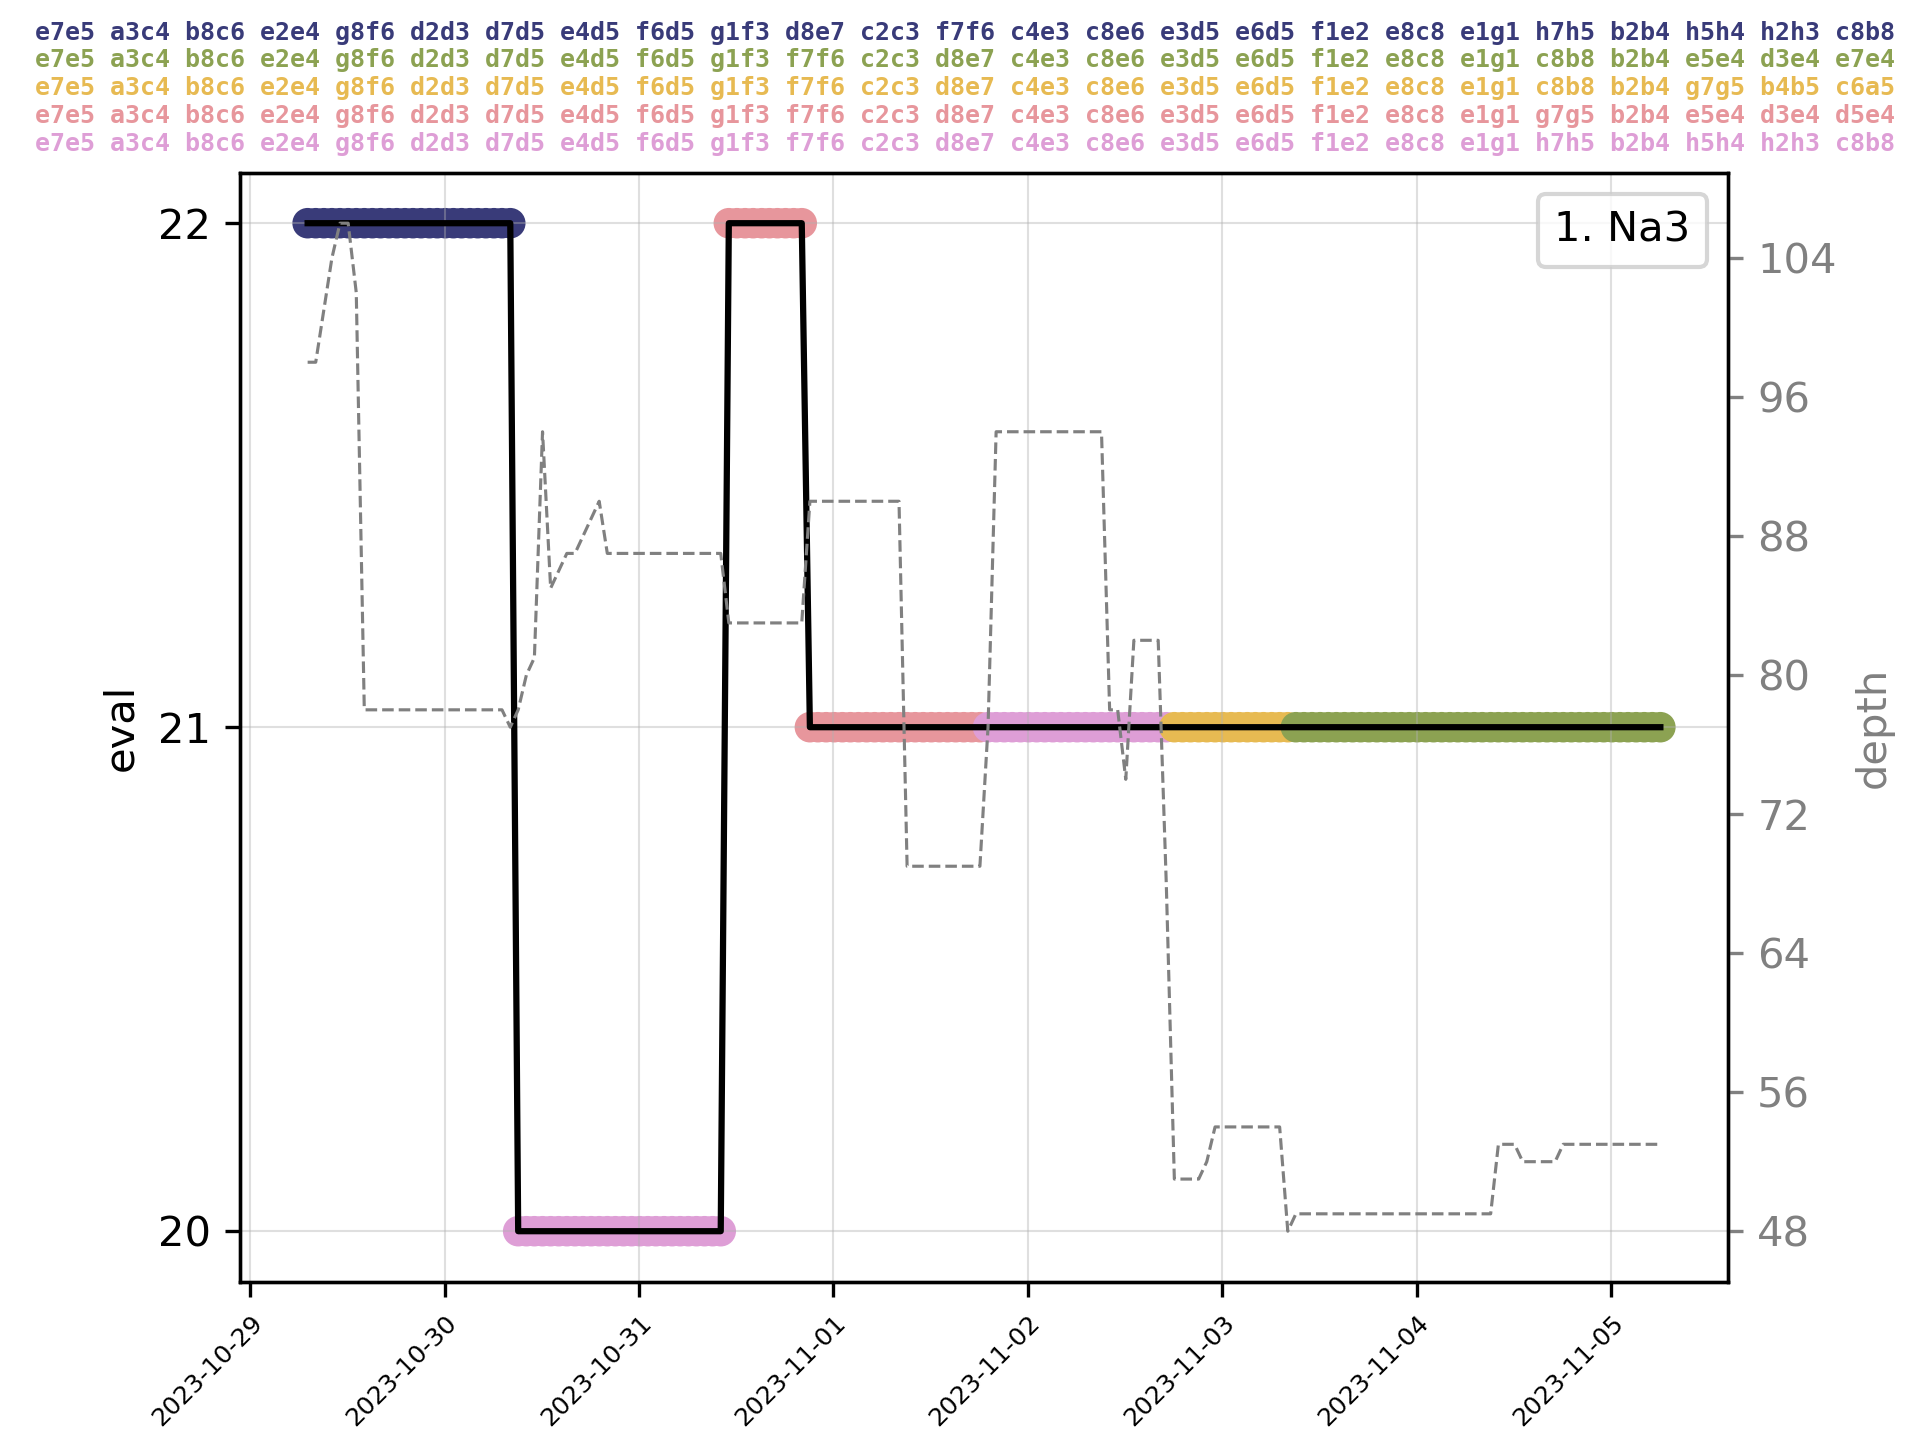 e7e5 a3c4 b8c6 e2e4 g8f6 d2d3 d7d5 e4d5 f6d5 g1f3 d8e7 c2c3 f7f6 c4e3 c8e6 e3d5 e6d5 f1e2 e8c8 e1g1 h7h5 b2b4 h5h4 h2h3 c8b8
e7e5 a3c4 b8c6 e2e4 g8f6 d2d3 d7d5 e4d5 f6d5 g1f3 f7f6 c2c3 d8e7 c4e3 c8e6 e3d5 e6d5 f1e2 e8c8 e1g1 c8b8 b2b4 e5e4 d3e4 e7e4
e7e5 a3c4 b8c6 e2e4 g8f6 d2d3 d7d5 e4d5 f6d5 g1f3 f7f6 c2c3 d8e7 c4e3 c8e6 e3d5 e6d5 f1e2 e8c8 e1g1 c8b8 b2b4 g7g5 b4b5 c6a5
e7e5 a3c4 b8c6 e2e4 g8f6 d2d3 d7d5 e4d5 f6d5 g1f3 f7f6 c2c3 d8e7 c4e3 c8e6 e3d5 e6d5 f1e2 e8c8 e1g1 g7g5 b2b4 e5e4 d3e4 d5e4
e7e5 a3c4 b8c6 e2e4 g8f6 d2d3 d7d5 e4d5 f6d5 g1f3 f7f6 c2c3 d8e7 c4e3 c8e6 e3d5 e6d5 f1e2 e8c8 e1g1 h7h5 b2b4 h5h4 h2h3 c8b8
1. Na3
22
21
20
eval
104
96
88
80
72
64
56
48
depth
2023-10-29
2023-10-30
2023-10-31
2023-11-01
2023-11-02
2023-11-03
2023-11-04
2023-11-05